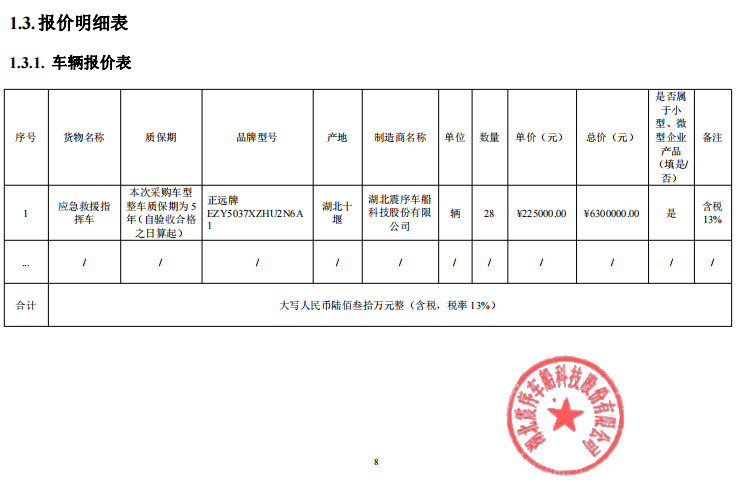 1.3. 报价明细表
1.3.1. 车辆报价表
序号
货物名称
质保期
品牌型号
产地
制造商名称
单位
数量
单价（元）
总价（元）
是否属
于小
型、微
型企业
产品
（填是/
否）
备注
1
应急救援指
挥车
本次采购车型
整车质保期为 5
年（自验收合格
之日算起）
正远牌
EZY5037XZHU2N6A
1
湖北十
堰
湖北震序车船
科技股份有限
公司
辆
28
¥225000.00
¥6300000.00
是
含税
13%
...
/
/
/
/
/
/
/
/
/
/
/
合计
大写人民币陆佰叁拾万元整（含税，税率 13%）
湖北震序车船科技股份有限公司
8